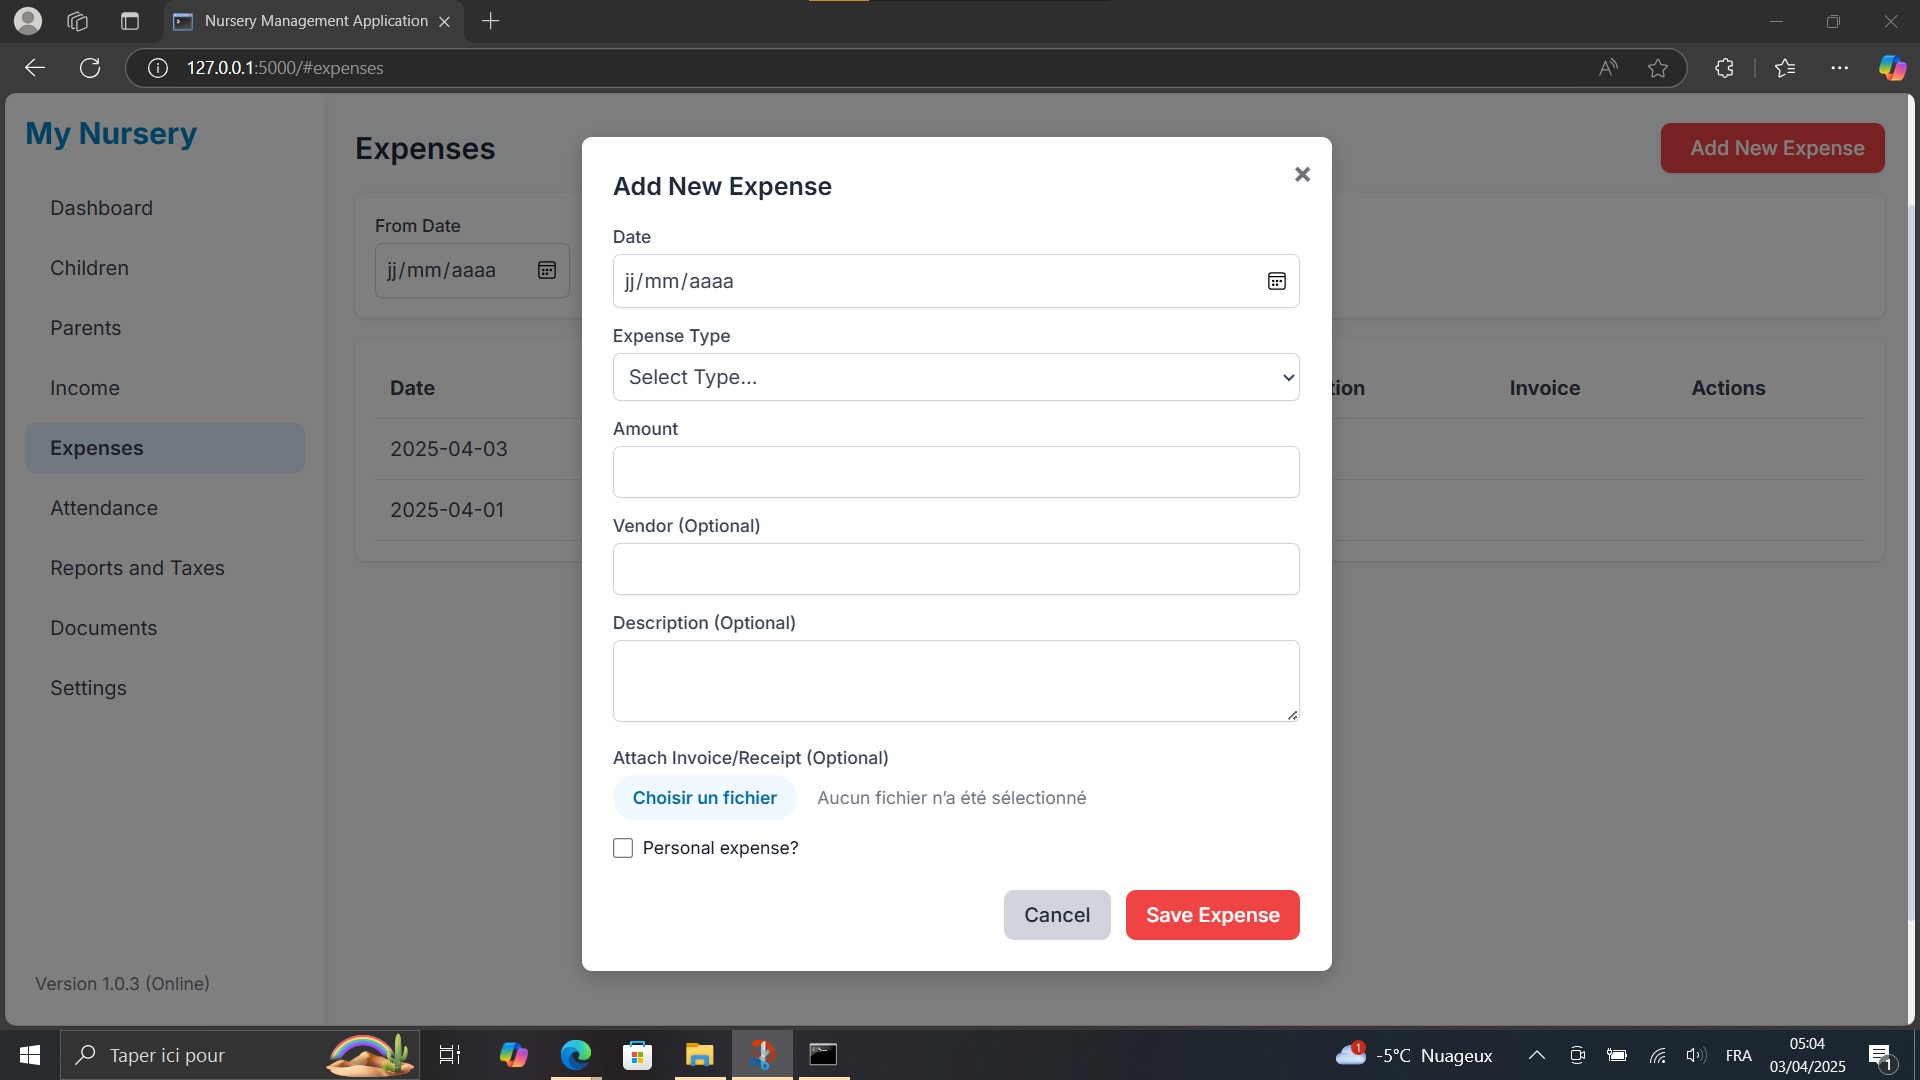 Nursery Management Application
127.0.0.1:5000/#expenses
My Nursery
Dashboard
Children
Parents
Income
Expenses
Attendance
Reports and Taxes
Documents
Settings
Version 1.0.3 (Online)
Expenses
Add New Expense
From Date
jj/mm/aaaa
Date
tion
Invoice
Actions
2025-04-03
2025-04-01
Add New Expense
Date
jj/mm/aaaa
Expense Type
Select Type...
Amount
Vendor (Optional)
Description (Optional)
Attach Invoice/Receipt (Optional)
Choisir un fichier
Aucun fichier n’a été sélectionné
Personal expense?
Cancel
Save Expense
Taper ici pour
1
-5°C Nuageux
FRA
05:04
03/04/2025
1